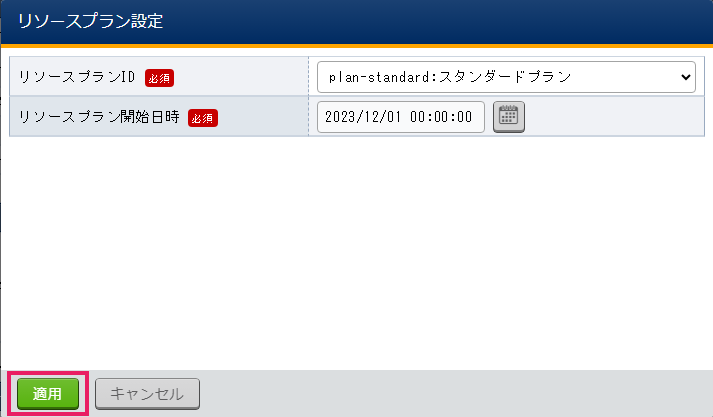 リソースプラン設定
リソースプランID 必須 plan-standard:スタンダードプラン
リソースプラン開始日時 必須 2023/12/01 00:00:00
適用 キャンセル